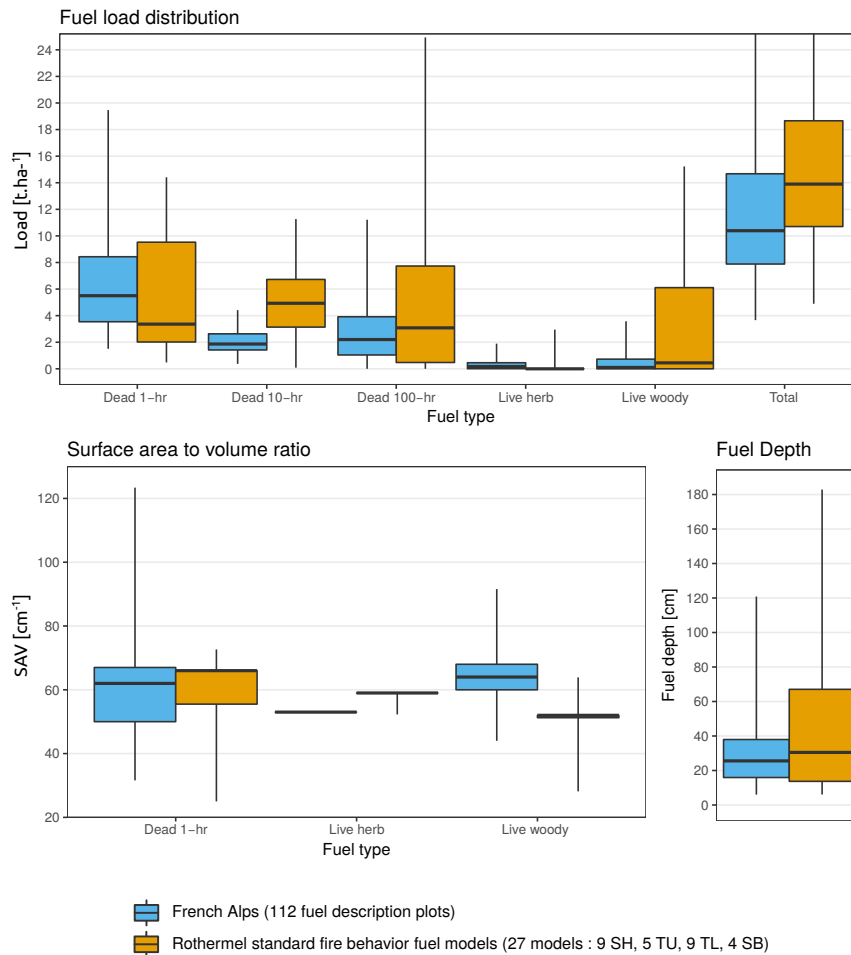 Fuel load distribution
24
22
20
18
16
14
12
10
8
6
4
2
0
Load [t.ha-¹]
Dead 1−hr Dead 10−hr Dead 100−hr Live herb Live woody Total
Fuel type
Surface area to volume ratio
120
100
80
60
40
20
SAV [cm-¹]
Dead 1−hr Live herb Live woody
Fuel type
Fuel Depth
180
160
140
120
100
80
60
40
20
0
Fuel depth [cm]
French Alps (112 fuel description plots)
Rothermel standard fire behavior fuel models (27 models : 9 SH, 5 TU, 9 TL, 4 SB)